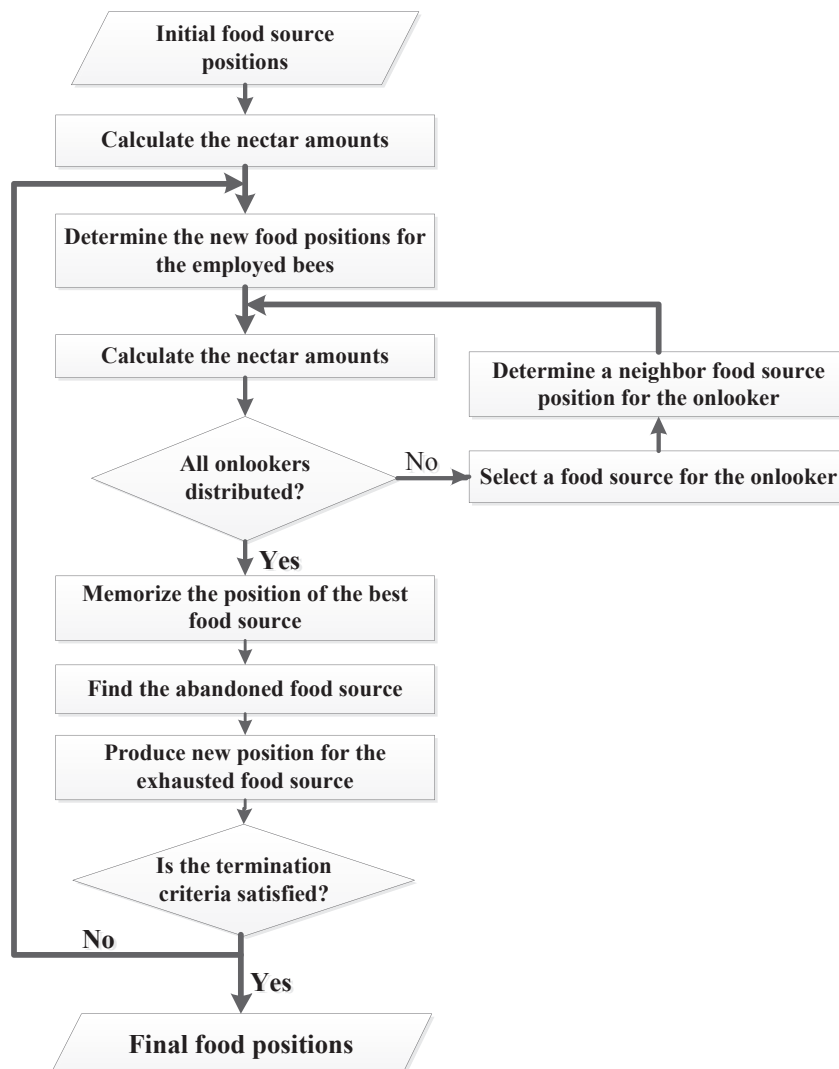 Initial food source
positions
Calculate the nectar amounts
Determine the new food positions for
the employed bees
Calculate the nectar amounts
Determine a neighbor food source
position for the onlooker
All onlookers
distributed?
No
Select a food source for the onlooker
Yes
Memorize the position of the best
food source
Find the abandoned food source
Produce new position for the
exhausted food source
Is the termination
criteria satisfied?
No
Yes
Final food positions